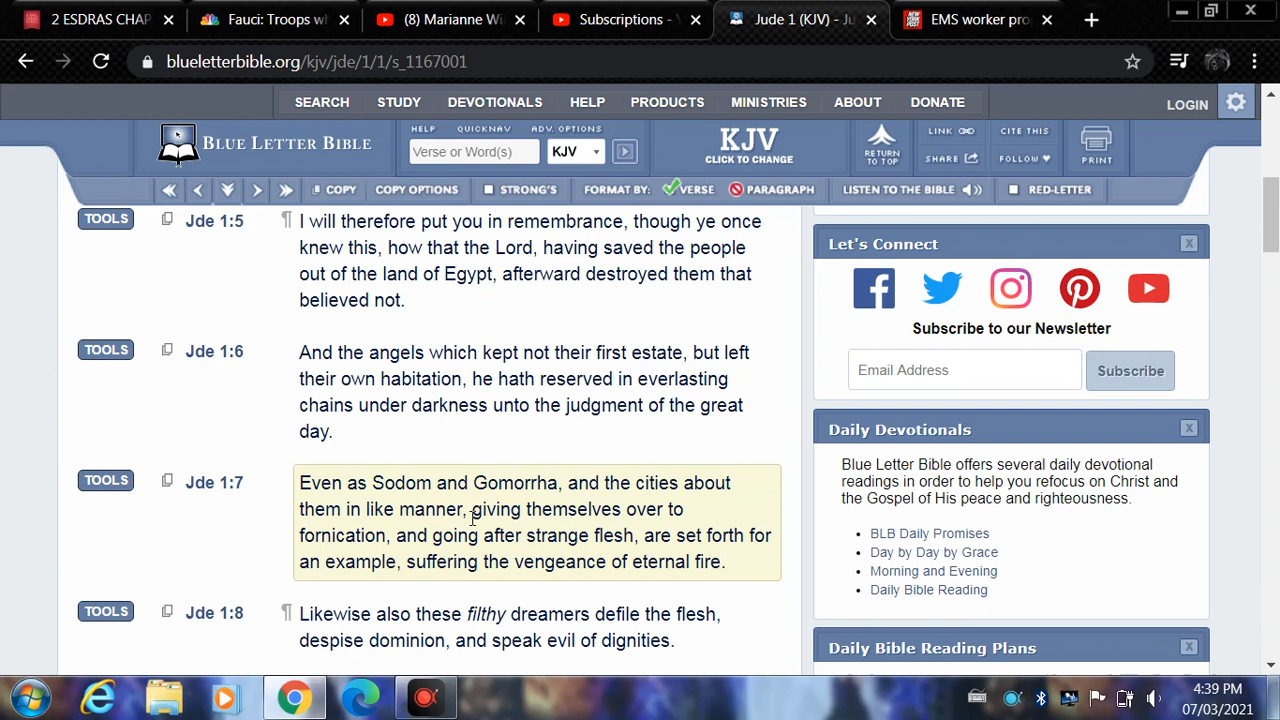 2 ESDRAS CHAP
Fauci: Troops wh
(8) Marianne Wi
Subscriptions - Y
Jude 1 (KJV) - Ju
EMS worker pro
blueletterbible.org/kjv/jde/1/1/s_1167001
SEARCH STUDY DEVOTIONALS HELP PRODUCTS MINISTRIES ABOUT DONATE
LOGIN
BLUE LETTER BIBLE
HELP QUICKNAV ADV. OPTIONS
Verse or Word(s) KJV
KJV
CLICK TO CHANGE
RETURN
TO TOP
LINK
SHARE
CITE THIS
FOLLOW
PRINT
COPY COPY OPTIONS STRONG'S FORMAT BY: VERSE PARAGRAPH LISTEN TO THE BIBLE RED-LETTER
TOOLS Jde 1:5 ¶ I will therefore put you in remembrance, though ye once
knew this, how that the Lord, having saved the people
out of the land of Egypt, afterward destroyed them that
believed not.
TOOLS Jde 1:6 And the angels which kept not their first estate, but left
their own habitation, he hath reserved in everlasting
chains under darkness unto the judgment of the great
day.
TOOLS Jde 1:7 Even as Sodom and Gomorrha, and the cities about
them in like manner, giving themselves over to
fornication, and going after strange flesh, are set forth for
an example, suffering the vengeance of eternal fire.
TOOLS Jde 1:8 ¶ Likewise also these filthy dreamers defile the flesh,
despise dominion, and speak evil of dignities.
Let's Connect X
Subscribe to our Newsletter
Email Address Subscribe
Daily Devotionals X
Blue Letter Bible offers several daily devotional
readings in order to help you refocus on Christ and
the Gospel of His peace and righteousness.
BLB Daily Promises
Day by Day by Grace
Morning and Evening
Daily Bible Reading
Daily Bible Reading Plans X
4:39 PM
07/03/2021